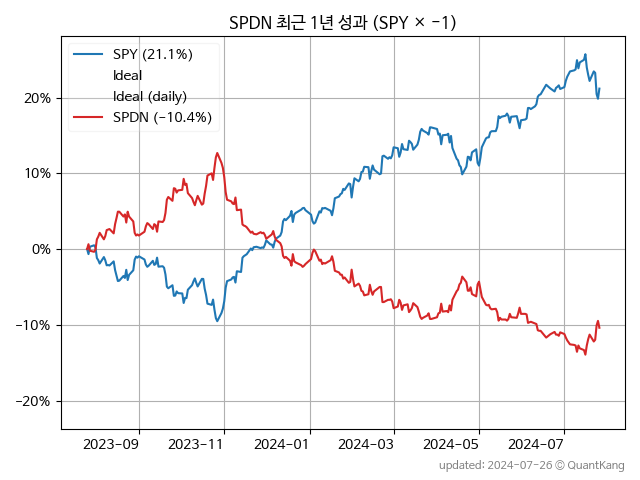 SPDN 최근 1년 성과 (SPY × −1)
SPY (21.1%)
Ideal
Ideal (daily)
SPDN (−10.4%)
20%
10%
0%
−10%
−20%
2023−09
2023−11
2024−01
2024−03
2024−05
2024−07
updated: 2024-07-26 © QuantKang